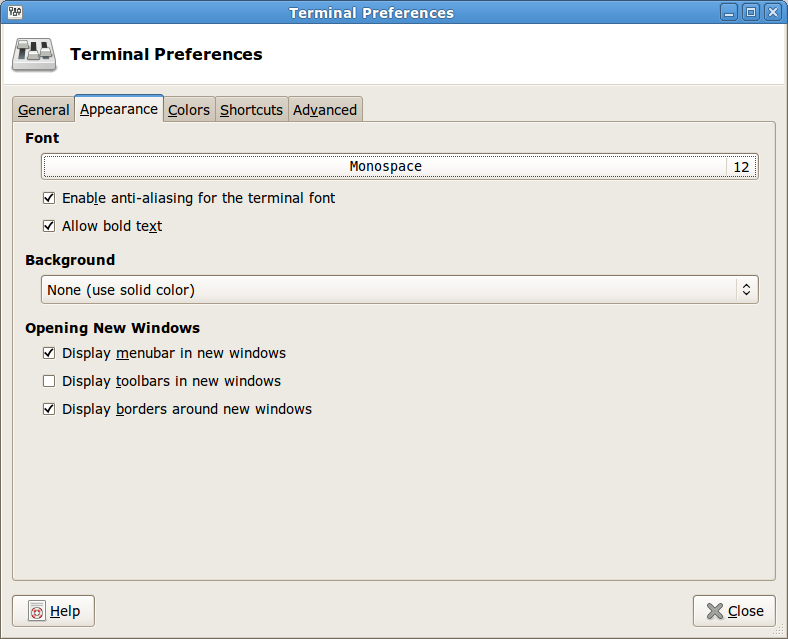 Terminal Preferences
Terminal Preferences
General Appearance Colors Shortcuts Advanced
Font
Monospace 12
Enable anti-aliasing for the terminal font
Allow bold text
Background
None (use solid color)
Opening New Windows
Display menubar in new windows
Display toolbars in new windows
Display borders around new windows
Help Close